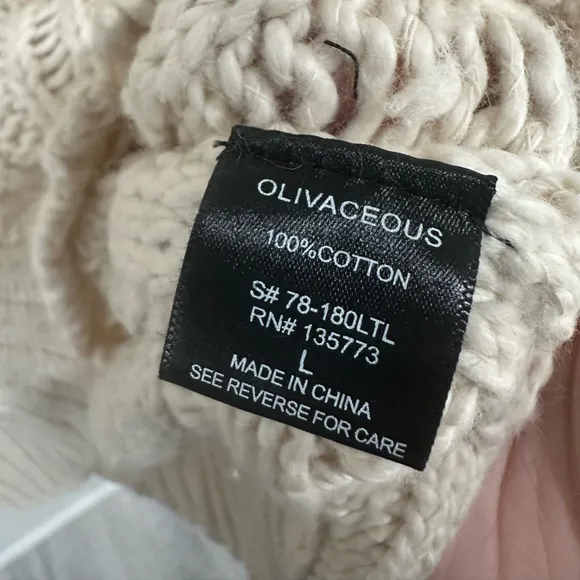 OLIVACEOUS
100%COTTON
S# 78-180LTL
RN# 135773
L
MADE IN CHINA
SEE REVERSE FOR CARE